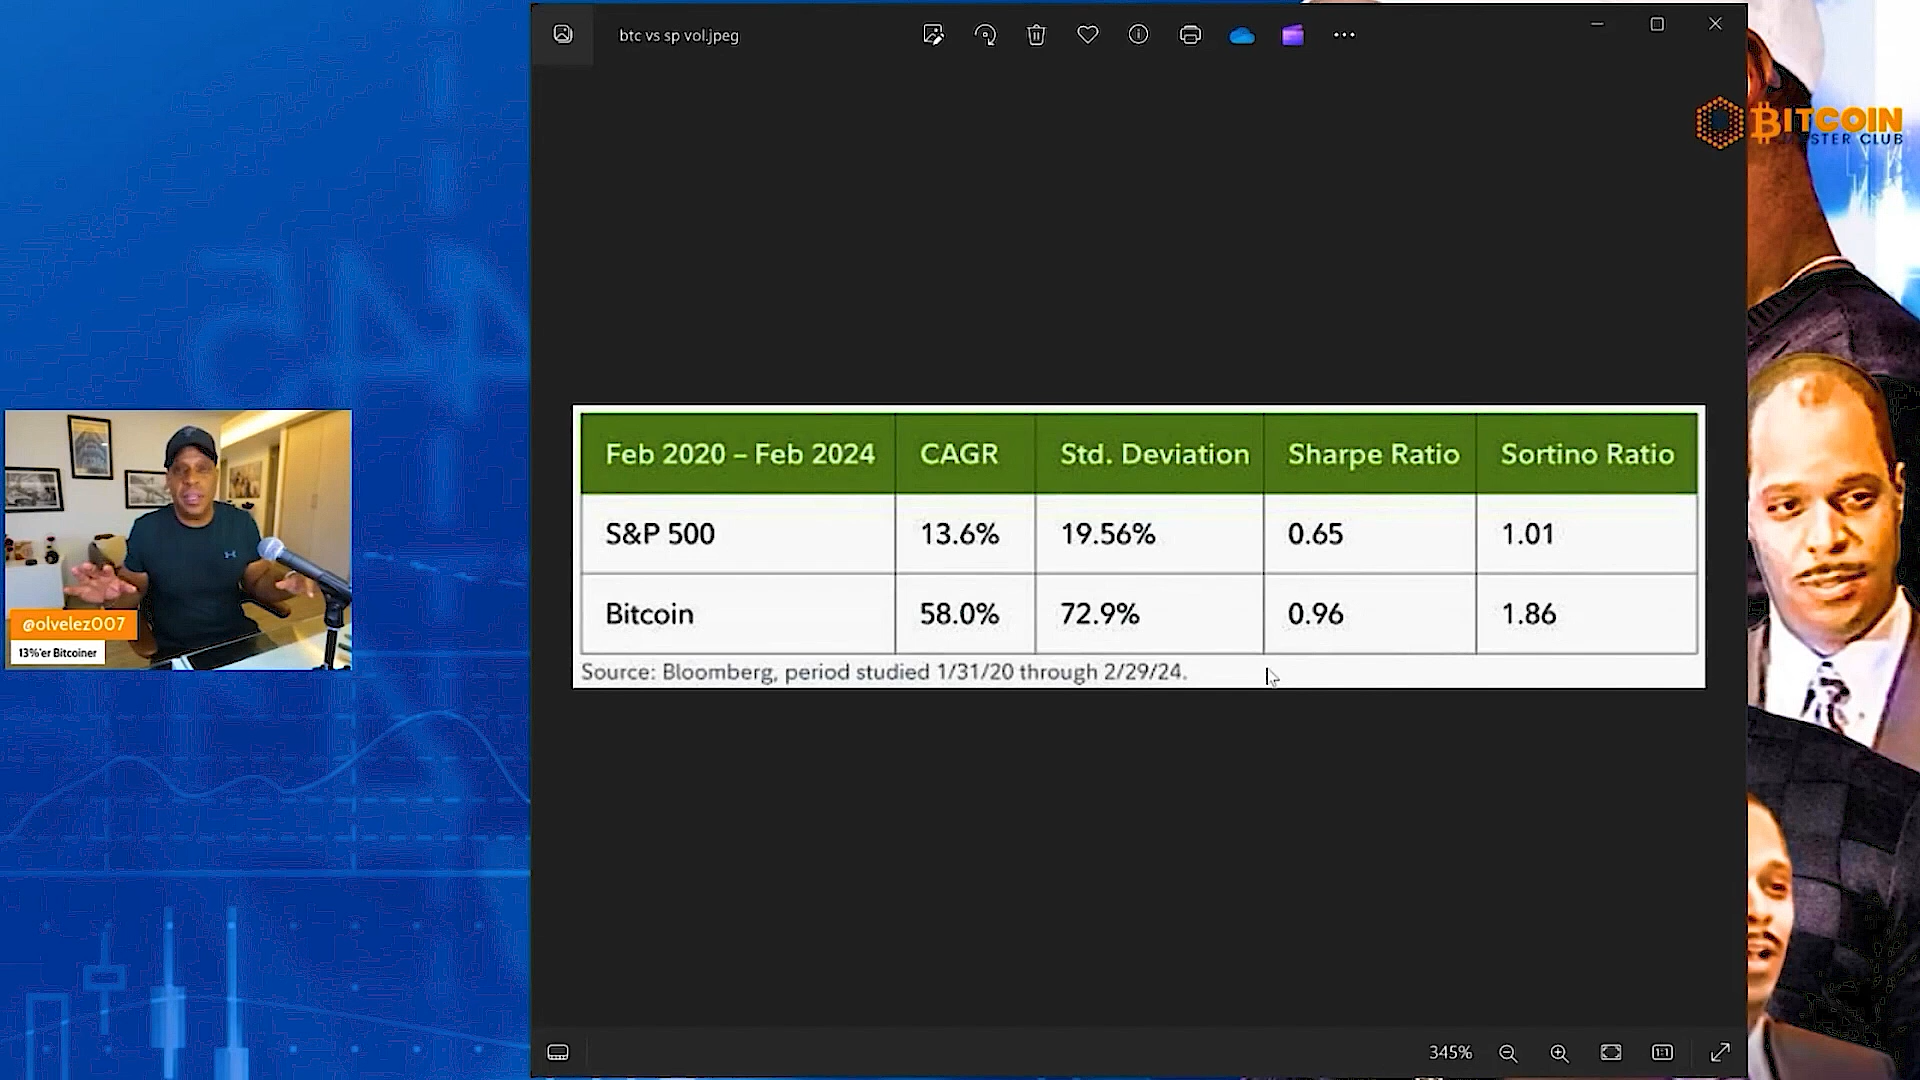 btc vs sp vol.jpeg
BITCOIN
STER CLUB
Feb 2020 – Feb 2024 CAGR Std. Deviation Sharpe Ratio Sortino Ratio
S&P 500 13.6% 19.56% 0.65 1.01
Bitcoin 58.0% 72.9% 0.96 1.86
Source: Bloomberg, period studied 1/31/20 through 2/29/24.
@olvelez007
13%'er Bitcoiner
345%